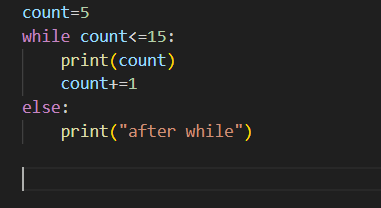 count=5
while count<=15:
    print(count)
    count+=1
else:
    print("after while")